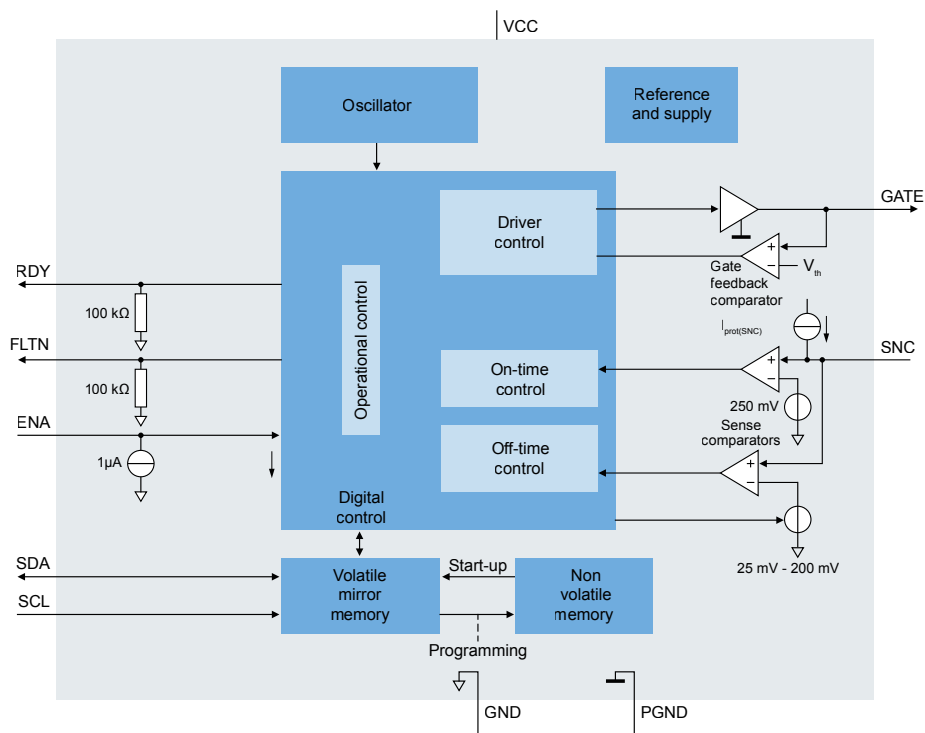 VCC
Oscillator
Reference
and supply
Driver
control
GATE
+
−
V th
Gate
feedback
comparator
RDY
100 kΩ
I prot(SNC)
Operational control
FLTN
100 kΩ
On-time
control
+
−
SNC
250 mV
ENA
1µA
Sense
comparators
Off-time
control
+
−
Digital
control
25 mV - 200 mV
SDA
SCL
Volatile
mirror
memory
Start-up
Non
volatile
memory
Programming
GND
PGND